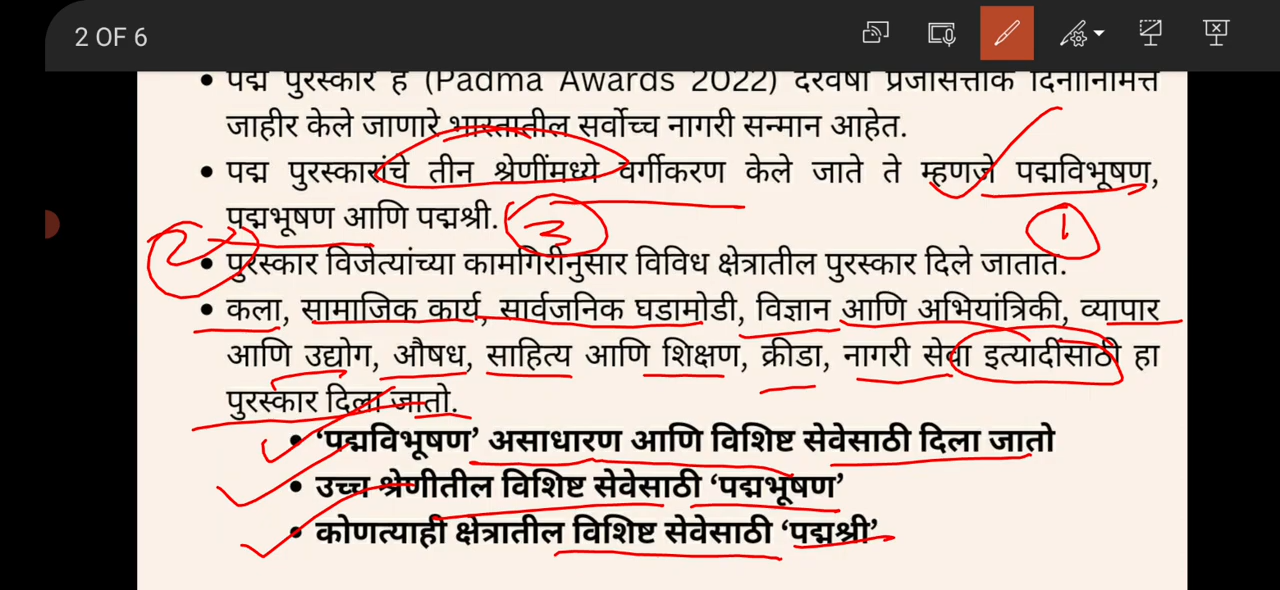 2 OF 6
पद्म पुरस्कार हे (Padma Awards 2022) दरवर्षी प्रजासत्ताक दिनानिमित्त
जाहीर केले जाणारे भारतातील सर्वोच्च नागरी सन्मान आहेत.
पद्म पुरस्कारांचे तीन श्रेणींमध्ये वर्गीकरण केले जाते ते म्हणजे पद्मविभूषण,
पद्मभूषण आणि पद्मश्री. 3 1
2
पुरस्कार विजेत्यांच्या कामगिरीनुसार विविध क्षेत्रातील पुरस्कार दिले जातात.
कला, सामाजिक कार्य, सार्वजनिक घडामोडी, विज्ञान आणि अभियांत्रिकी, व्यापार
आणि उद्योग, औषध, साहित्य आणि शिक्षण, क्रीडा, नागरी सेवा इत्यादींसाठी हा
पुरस्कार दिला जातो.
‘पद्मविभूषण’ असाधारण आणि विशिष्ट सेवेसाठी दिला जातो
उच्च श्रेणीतील विशिष्ट सेवेसाठी ‘पद्मभूषण’
कोणत्याही क्षेत्रातील विशिष्ट सेवेसाठी ‘पद्मश्री’